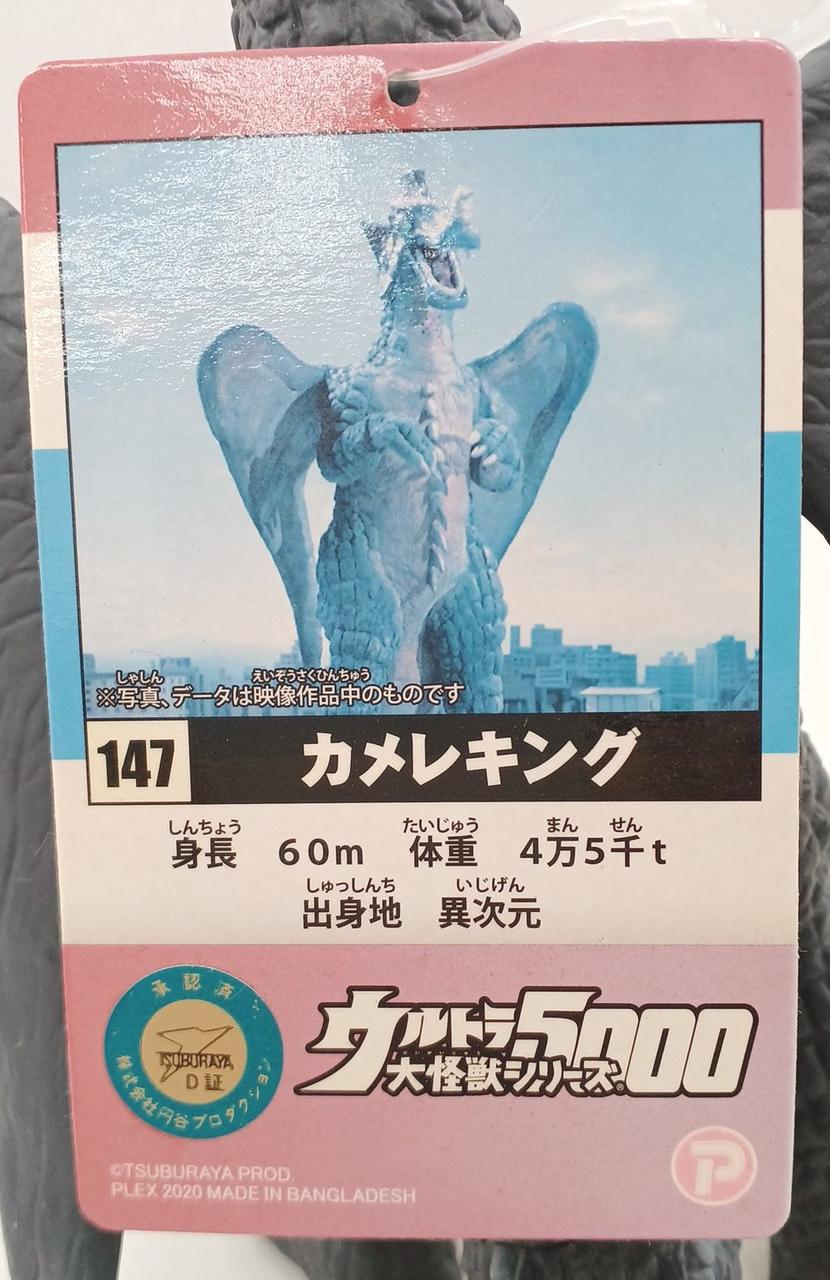 しゃしん えいぞうさくひんちゅう
※写真、データは映像作品中のものです
147 カメレキング
しんちょう たいじゅう まん せん
身長 60m 体重 4万5千t
しゅっしんち いじげん
出身地 異次元
承認済
TSUBURAYA
D 証
株式会社円谷プロダクション
ウルトラ5000
大怪獣シリーズ®
©TSUBURAYA PROD.
PLEX 2020 MADE IN BANGLADESH
P